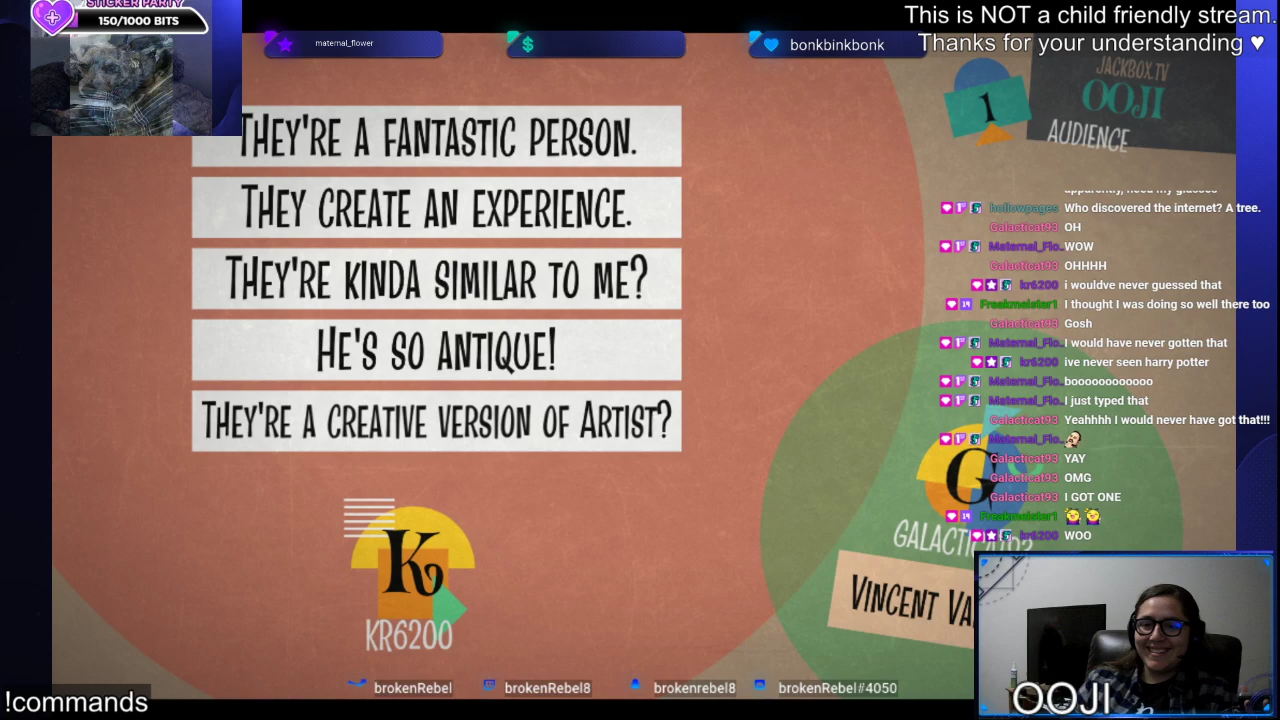 STICKER PARTY
150/1000 BITS
maternal_flower
bonkbinkbonk
This is NOT a child friendly stream.
Thanks for your understanding ♥
JACKBOX.TV
OOJI
AUDIENCE
1
THEY'RE A FANTASTIC PERSON.
THEY CREATE AN EXPERIENCE.
THEY'RE KINDA SIMILAR TO ME?
HE'S SO ANTIQUE!
THEY'RE A CREATIVE VERSION OF ARTIST?
K
KR6200
G
VINCENT
apparently, need my glasses
hollowpages Who discovered the internet? A tree.
Galacticat93 OH
Maternal_Flo.. WOW
Galacticat93 OHHHH
kr6200 i wouldve never guessed that
Freakmeister1 I thought I was doing so well there too
Galacticat93 Gosh
Maternal_Flo.. I would have never gotten that
kr6200 ive never seen harry potter
Maternal_Flo.. booooooooooo
Maternal_Flo.. I just typed that
Galacticat93 Yeahhhh I would never have got that!!!
Maternal_Flo..
Galacticat93 YAY
Galacticat93 OMG
Galacticat93 I GOT ONE
Freakmeister1
kr6200 WOO
brokenRebel
brokenRebel8
brokenrebel8
brokenRebel#4050
!commands
OOJI